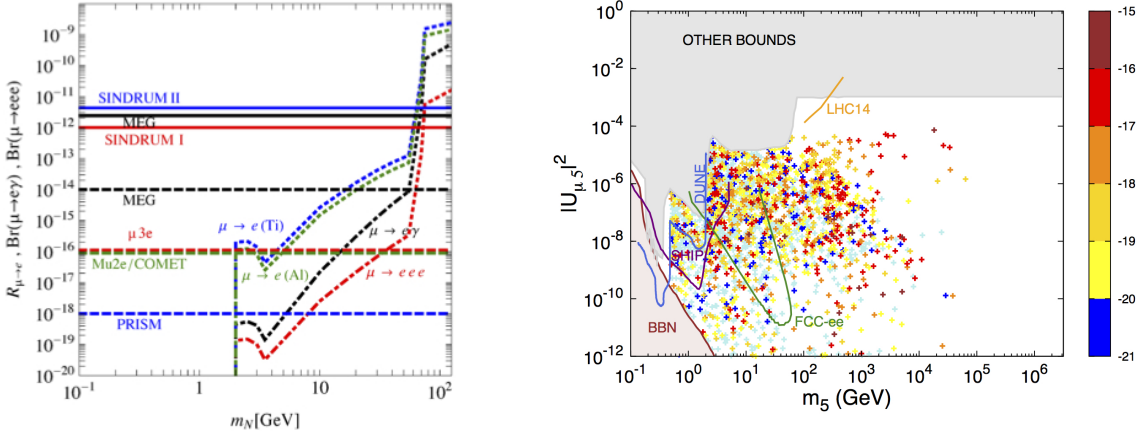 R_{μ→e} , Br(μ→eγ) , Br(μ→eee)
10^{-9}
10^{-10}
10^{-11}
10^{-12}
10^{-13}
10^{-14}
10^{-15}
10^{-16}
10^{-17}
10^{-18}
10^{-19}
10^{-20}
SINDRUM II
MEG
SINDRUM I
MEG
μ → e (Ti)
μ → e γ
μ3e
Mu2e/COMET
μ → e (Al)
μ → e e e
PRISM
10^{-1} 1 10 10^2
m_N [GeV]
|U_{μ 5}|^2
10^2
10^0
10^{-2}
10^{-4}
10^{-6}
10^{-8}
10^{-10}
10^{-12}
OTHER BOUNDS
LHC14
DUNE
SHIP
FCC-ee
BBN
10^{-1} 10^0 10^1 10^2 10^3 10^4 10^5 10^6
m_5 (GeV)
-15
-16
-17
-18
-19
-20
-21